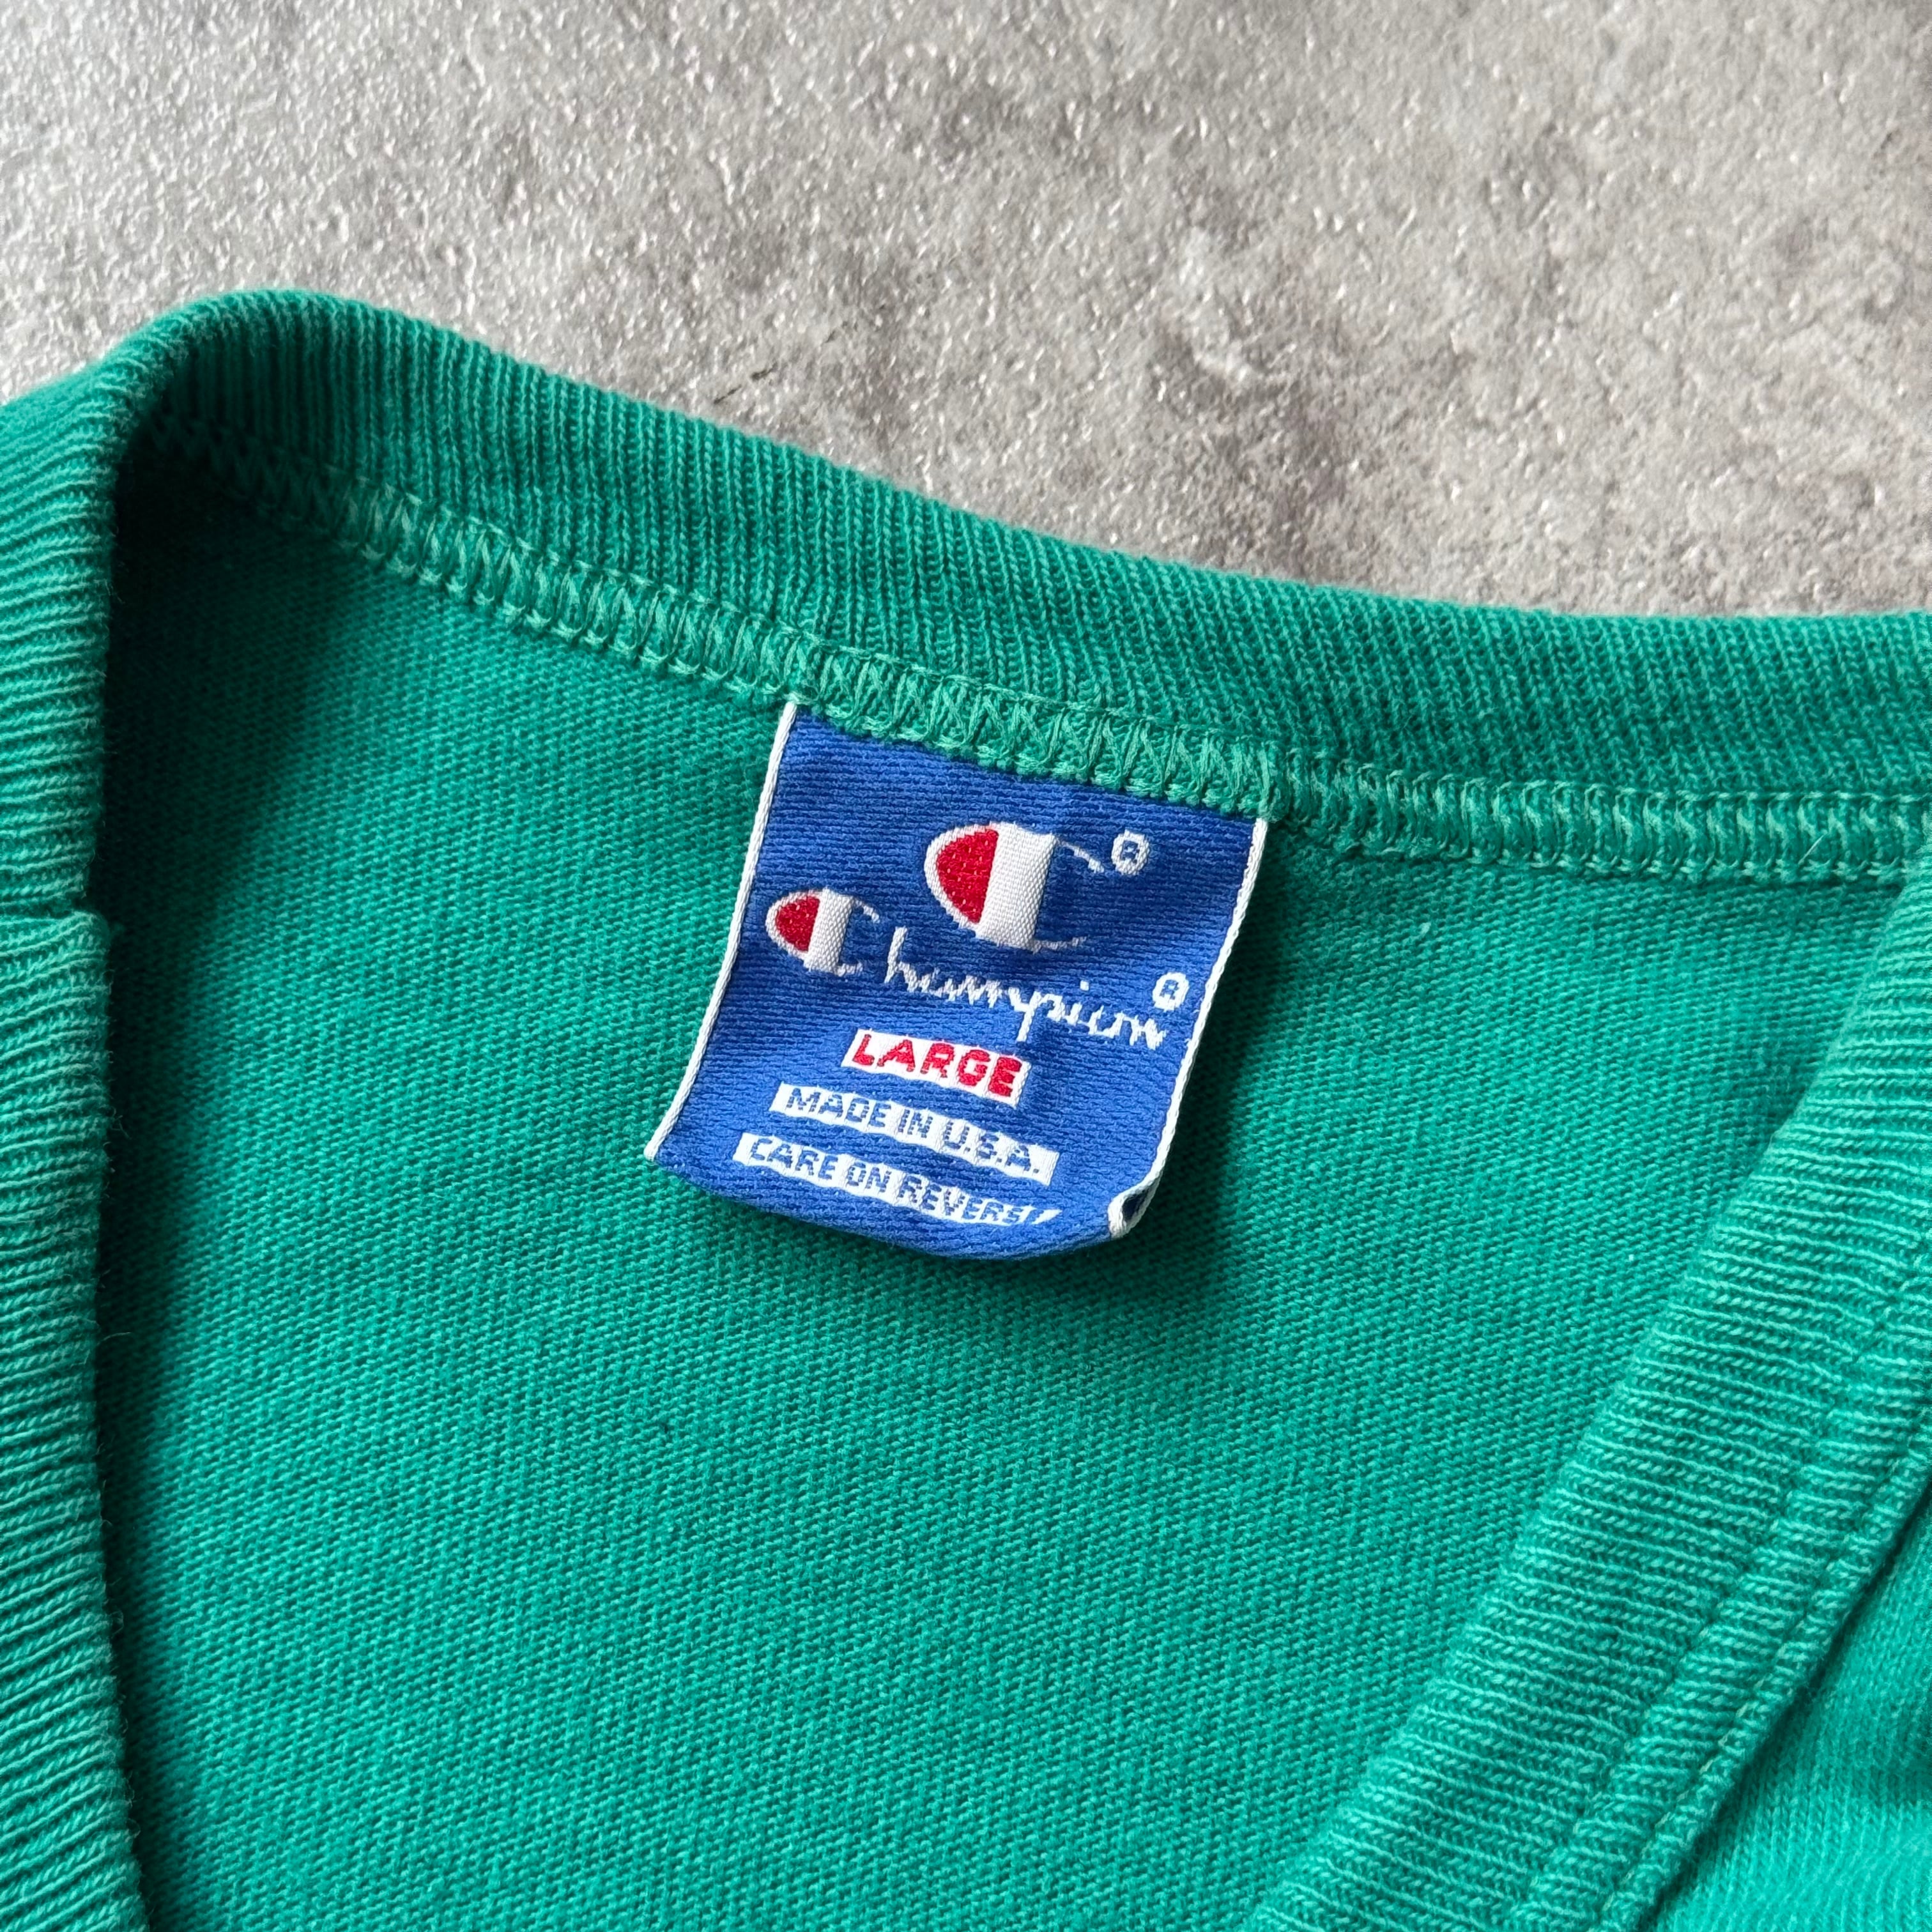 C®
Champion®
LARGE
MADE IN U.S.A.
CARE ON REVERSE